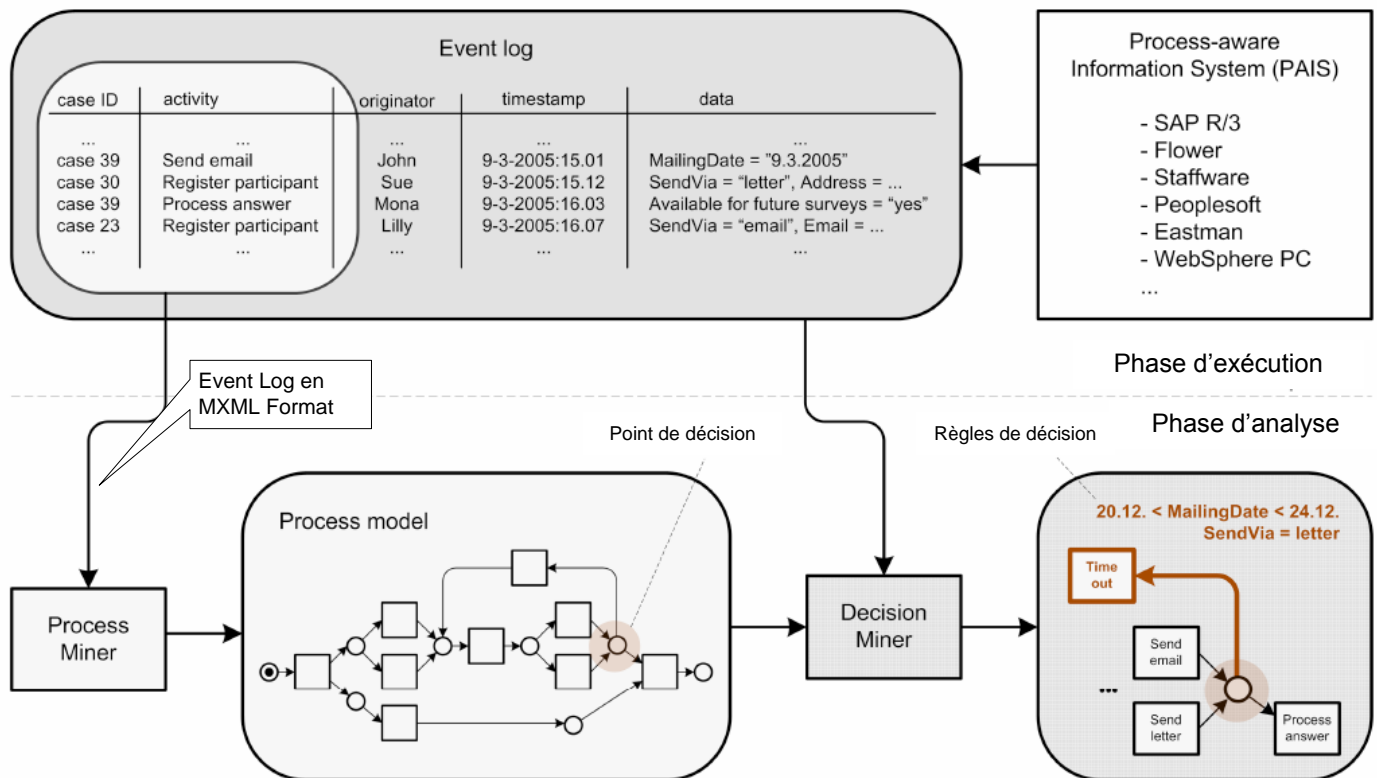 Event log
case ID activity originator timestamp data
... ... ... ... ...
case 39 Send email John 9-3-2005:15.01 MailingDate = "9.3.2005"
case 30 Register participant Sue 9-3-2005:15.12 SendVia = “letter”, Address = ...
case 39 Process answer Mona 9-3-2005:16.03 Available for future surveys = “yes”
case 23 Register participant Lilly 9-3-2005:16.07 SendVia = “email”, Email = ...
... ... ... ... ...
Process-aware
Information System (PAIS)
- SAP R/3
- Flower
- Staffware
- Peoplesoft
- Eastman
- WebSphere PC
...
Phase d’exécution
Event Log en
MXML Format
Phase d’analyse
Point de décision
Règles de décision
Process
Miner
Process model
Decision
Miner
20.12. < MailingDate < 24.12.
SendVia = letter
Time
out
Send
email
...
Send
letter
Process
answer